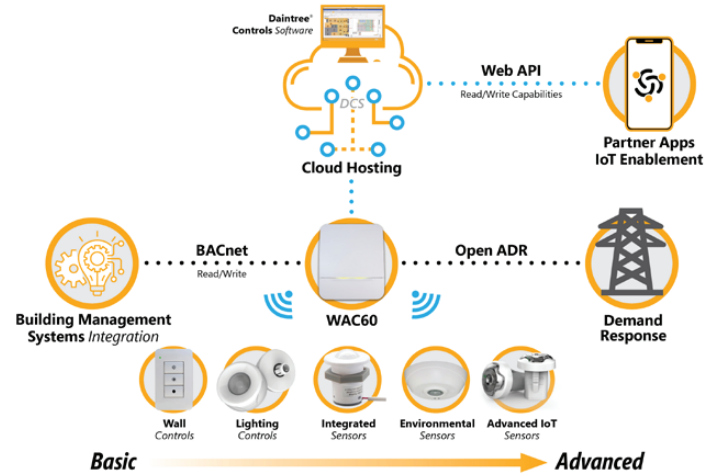 Daintree®
Controls Software
DCS
Cloud Hosting
Web API
Read/Write Capabilities
Partner Apps
IoT Enablement
BACnet
Read/Write
Open ADR
Building Management
Systems Integration
WAC60
Demand
Response
Wall
Controls
Lighting
Controls
Integrated
Sensors
Environmental
Sensors
Advanced IoT
Sensors
Basic
Advanced